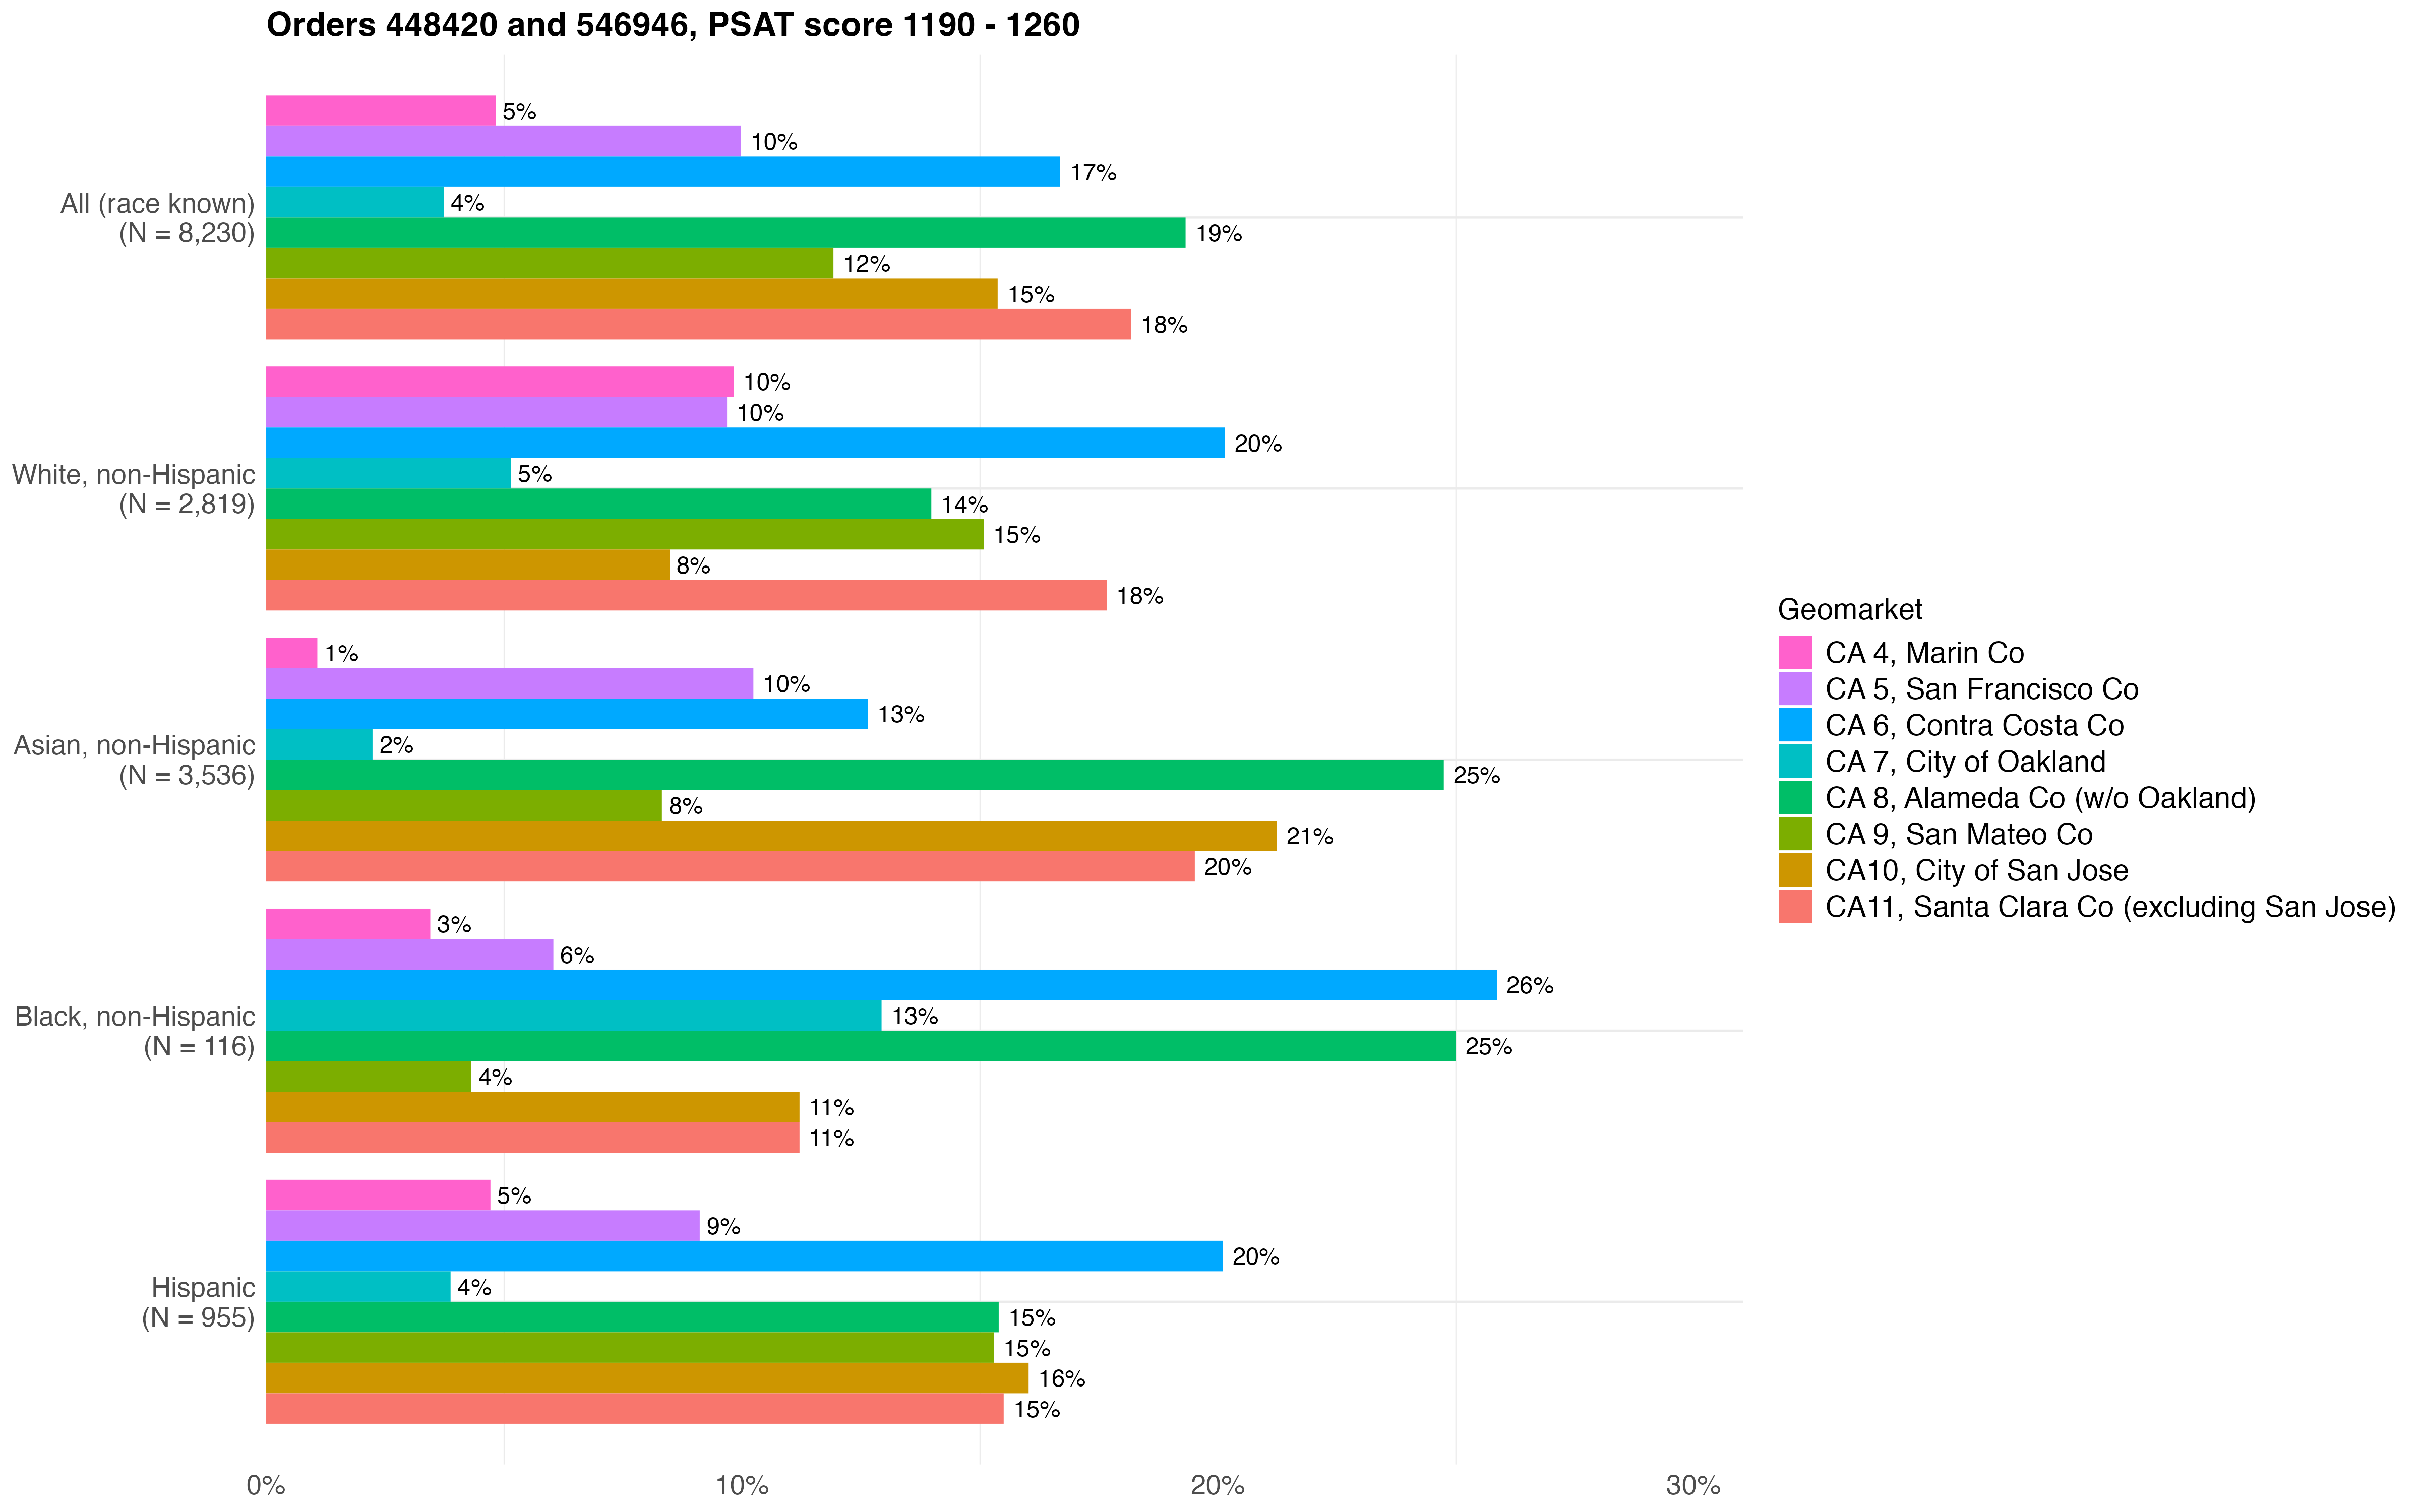 Orders 448420 and 546946, PSAT score 1190 - 1260
All (race known)
(N = 8,230)
5%
10%
17%
4%
19%
12%
15%
18%
White, non-Hispanic
(N = 2,819)
10%
10%
20%
5%
14%
15%
8%
18%
Asian, non-Hispanic
(N = 3,536)
1%
10%
13%
2%
25%
8%
21%
20%
Black, non-Hispanic
(N = 116)
3%
6%
26%
13%
25%
4%
11%
11%
Hispanic
(N = 955)
5%
9%
20%
4%
15%
15%
16%
15%
0%
10%
20%
30%
Geomarket
CA 4, Marin Co
CA 5, San Francisco Co
CA 6, Contra Costa Co
CA 7, City of Oakland
CA 8, Alameda Co (w/o Oakland)
CA 9, San Mateo Co
CA10, City of San Jose
CA11, Santa Clara Co (excluding San Jose)